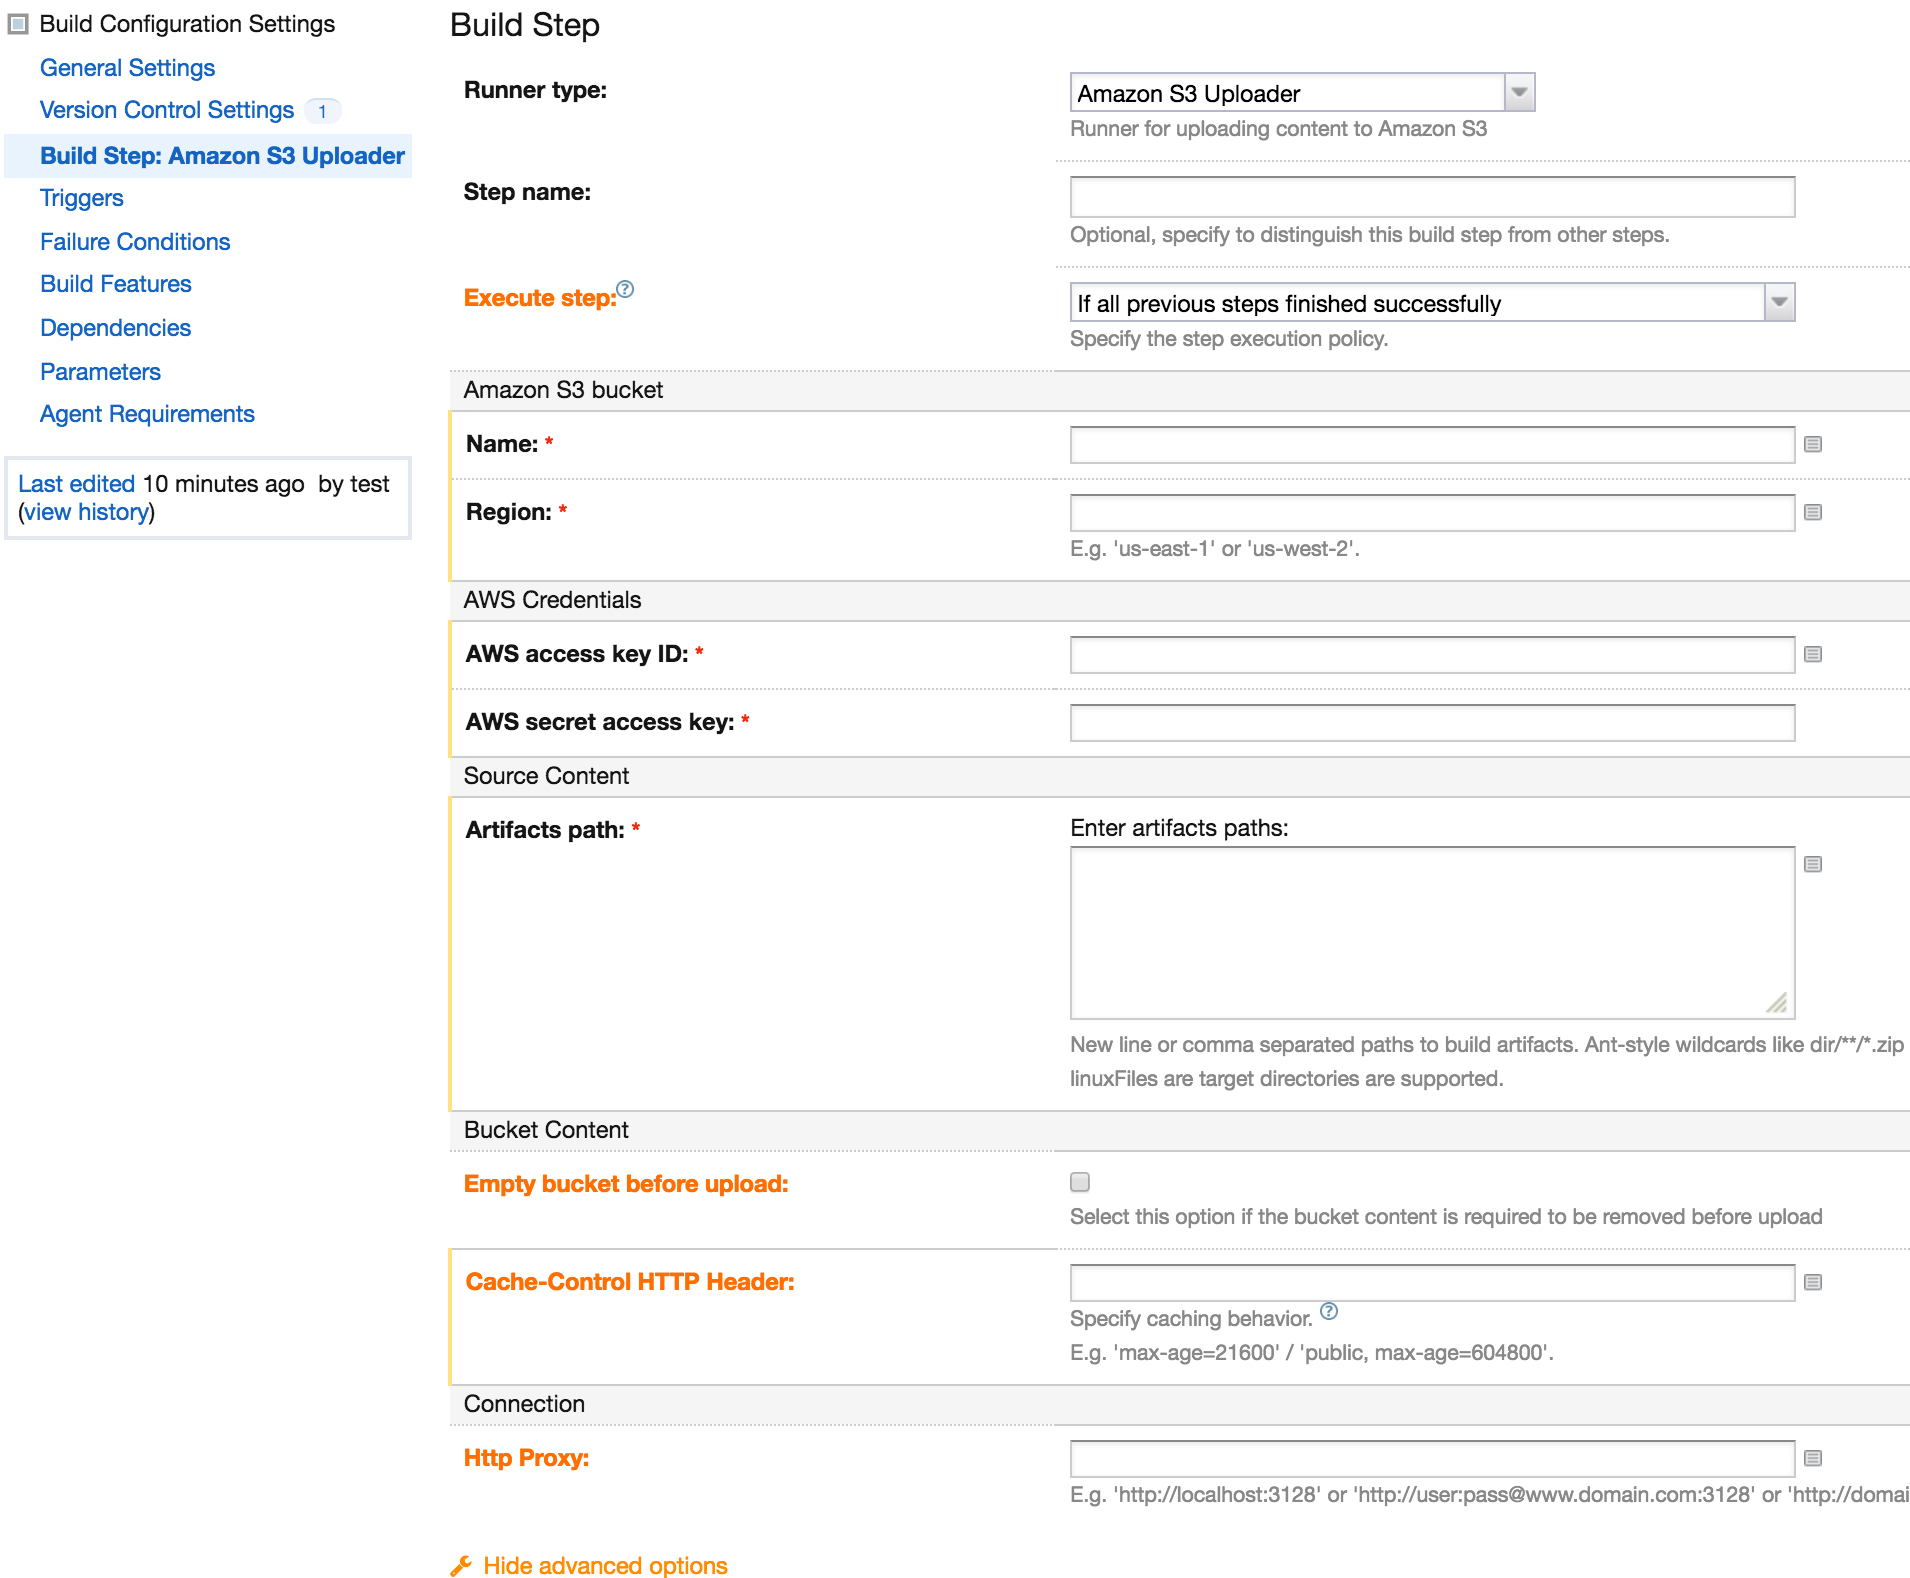 Build Configuration Settings
General Settings
Version Control Settings 1
Build Step: Amazon S3 Uploader
Triggers
Failure Conditions
Build Features
Dependencies
Parameters
Agent Requirements
Last edited 10 minutes ago by test
(view history)
Build Step
Runner type:
Amazon S3 Uploader
Runner for uploading content to Amazon S3
Step name:
Optional, specify to distinguish this build step from other steps.
Execute step: ?
If all previous steps finished successfully
Specify the step execution policy.
Amazon S3 bucket
Name: *
Region: *
E.g. 'us-east-1' or 'us-west-2'.
AWS Credentials
AWS access key ID: *
AWS secret access key: *
Source Content
Artifacts path: *
Enter artifacts paths:
New line or comma separated paths to build artifacts. Ant-style wildcards like dir/**/*.zip
linuxFiles are target directories are supported.
Bucket Content
Empty bucket before upload:
Select this option if the bucket content is required to be removed before upload
Cache-Control HTTP Header:
Specify caching behavior. ?
E.g. 'max-age=21600' / 'public, max-age=604800'.
Connection
Http Proxy:
E.g. 'http://localhost:3128' or 'http://user:pass@www.domain.com:3128' or 'http://domai
Hide advanced options